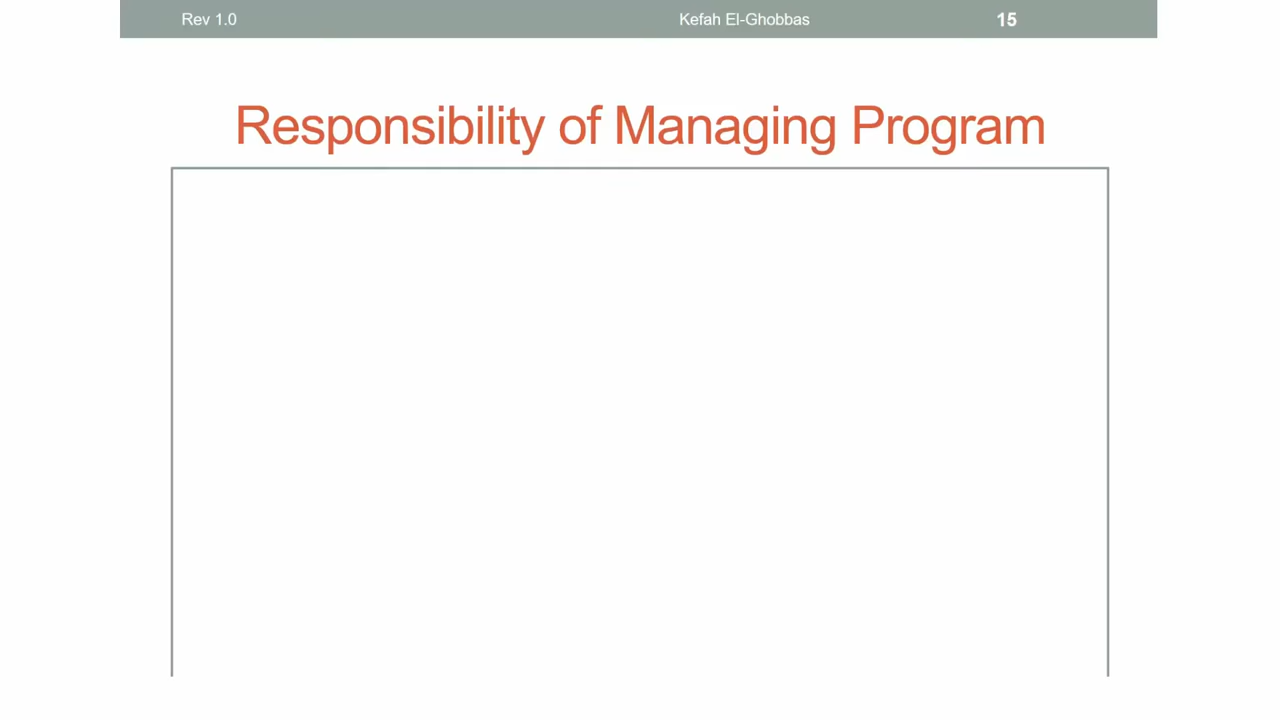 Rev 1.0 Kefah El-Ghobbas 15
Responsibility of Managing Program